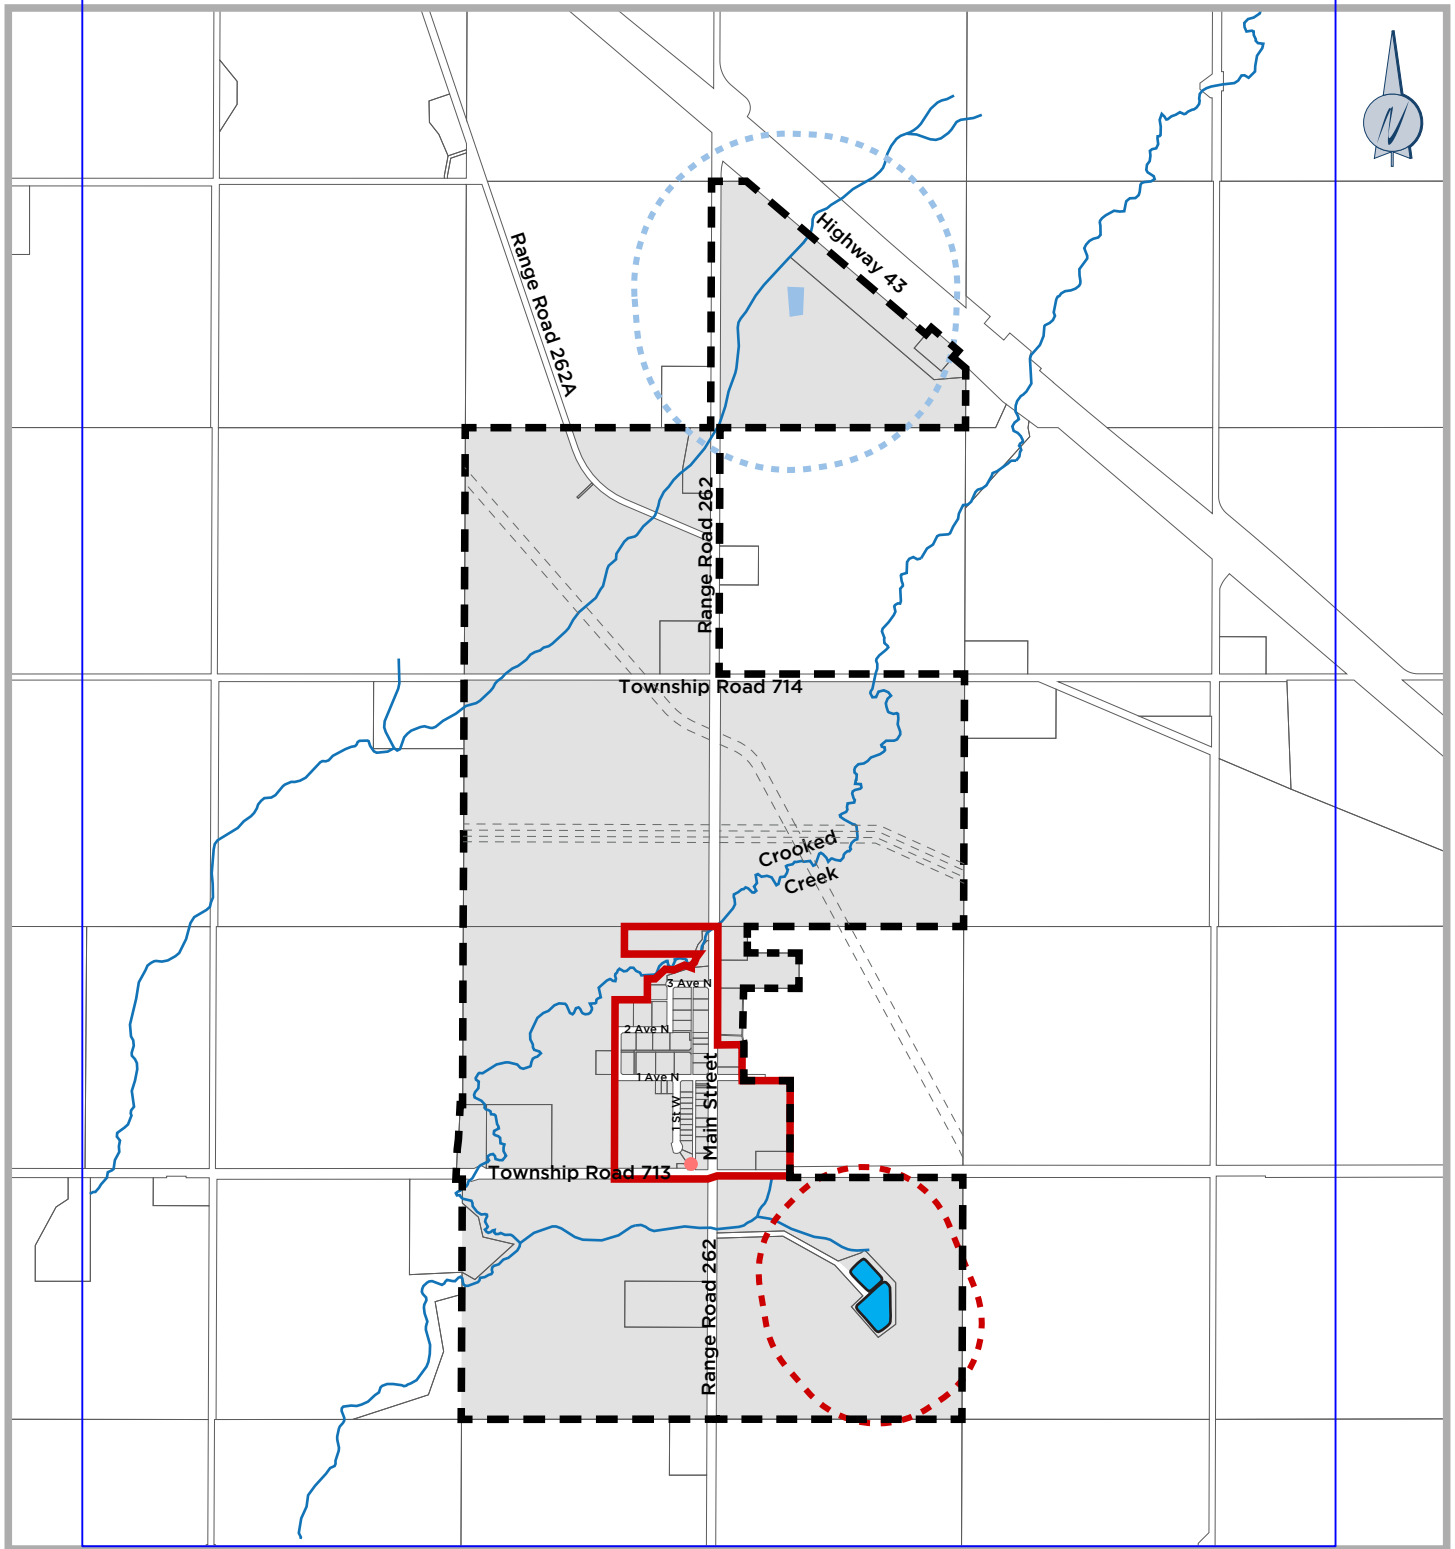 Highway 43
Range Road 262A
Range Road 262
Township Road 714
Crooked
Creek
3 Ave N
2 Ave N
1 Ave N
1 st W
Main Street
Township Road 713
Range Road 262